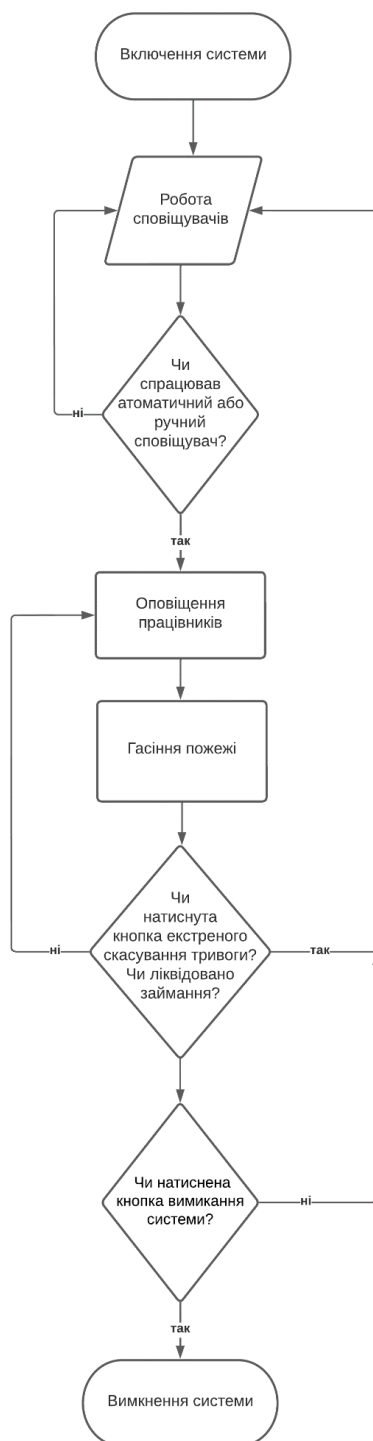 Включення системи
Робота
сповіщувачів
Чи
спрацював
атоматичний або
ручний
сповіщувач?
ні
так
Оповіщення
працівників
Гасіння пожежі
Чи
натиснута
кнопка екстреного
скасування тривоги?
Чи ліквідовано
займання?
ні
так
Чи натиснена
кнопка вимикання
системи?
ні
так
Вимкнення системи